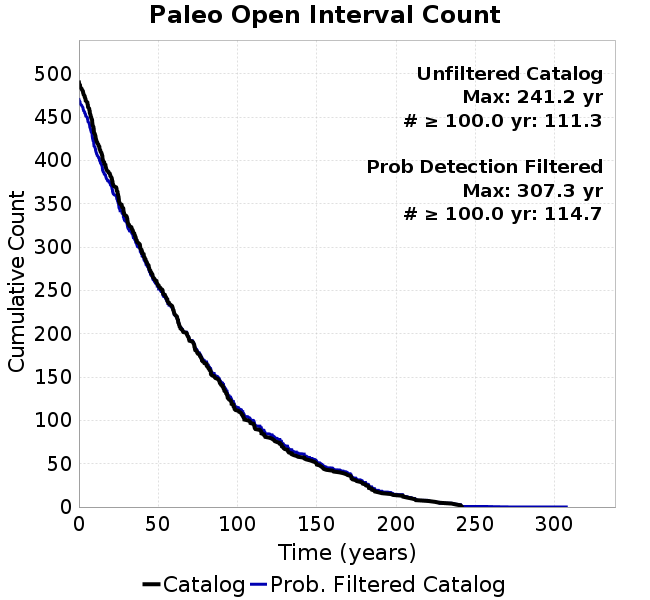 Paleo Open Interval Count
Unfiltered Catalog
Max: 241.2 yr
# ≥ 100.0 yr: 111.3
Prob Detection Filtered
Max: 307.3 yr
# ≥ 100.0 yr: 114.7
Cumulative Count
500
450
400
350
300
250
200
150
100
50
0
0 50 100 150 200 250 300
Time (years)
Catalog Prob. Filtered Catalog